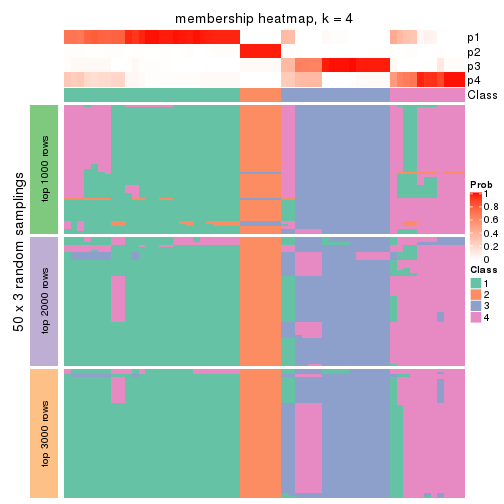 membership heatmap, k = 4
p1
p2
p3
p4
Class
50 x 3 random samplings
top 1000 rows
top 2000 rows
top 3000 rows
Prob
1
0.8
0.6
0.4
0.2
0
Class
1
2
3
4